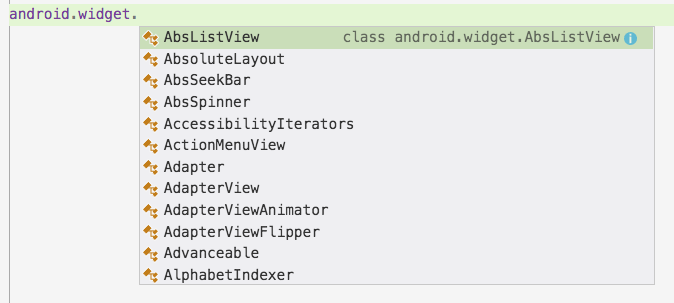 android.widget.
AbsListView class android.widget.AbsListView
AbsoluteLayout
AbsSeekBar
AbsSpinner
AccessibilityIterators
ActionMenuView
Adapter
AdapterView
AdapterViewAnimator
AdapterViewFlipper
Advanceable
AlphabetIndexer